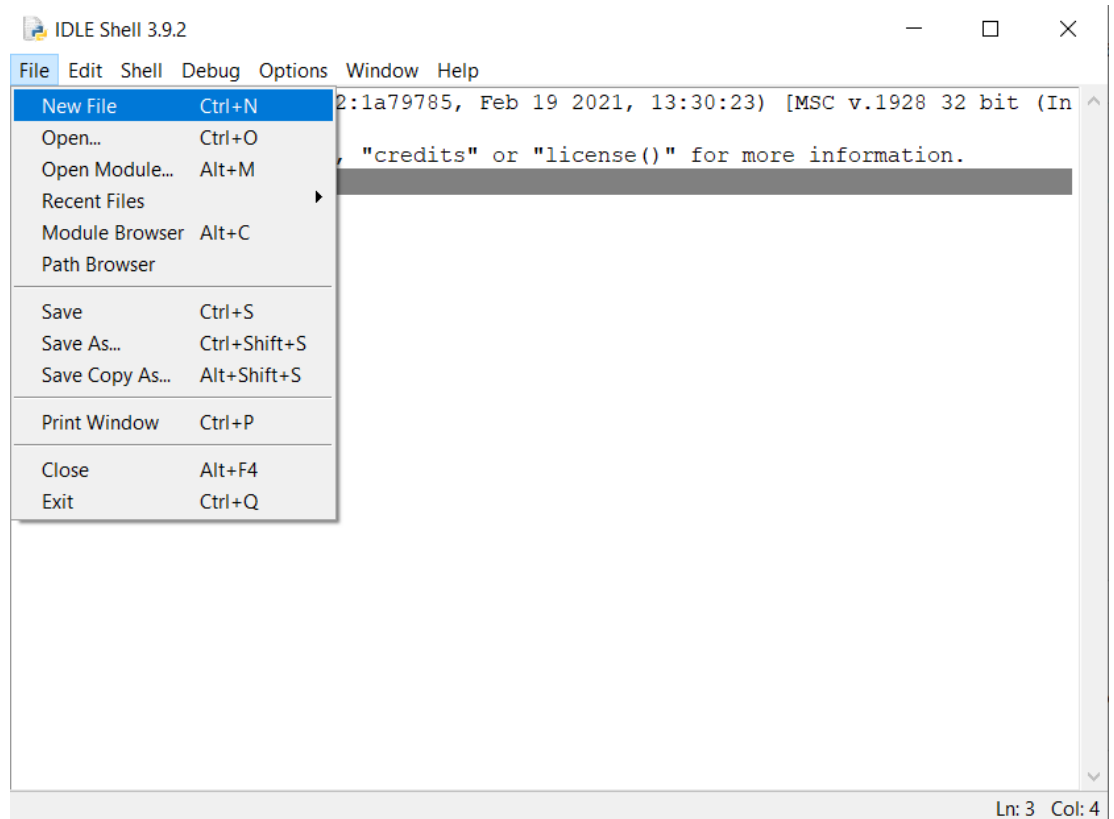 IDLE Shell 3.9.2
File Edit Shell Debug Options Window Help
New File Ctrl+N
2:1a79785, Feb 19 2021, 13:30:23) [MSC v.1928 32 bit (In
Open... Ctrl+O
, "credits" or "license()" for more information.
Open Module... Alt+M
Recent Files
Module Browser Alt+C
Path Browser
Save Ctrl+S
Save As... Ctrl+Shift+S
Save Copy As... Alt+Shift+S
Print Window Ctrl+P
Close Alt+F4
Exit Ctrl+Q
Ln: 3 Col: 4